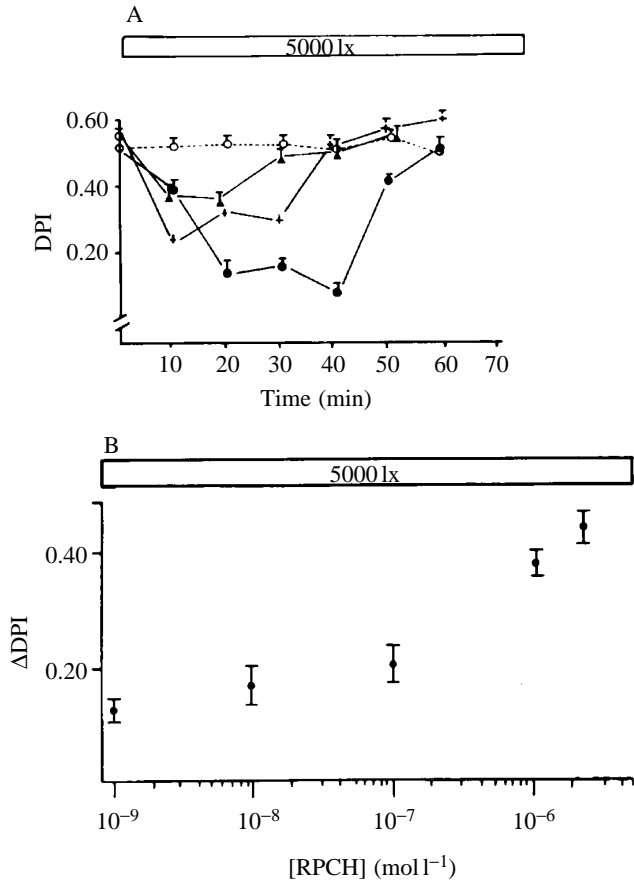 A
5000 lx
0.60
0.40
0.20
DPI
10 20 30 40 50 60 70
Time (min)
B
5000 lx
0.40
0.20
ΔDPI
10⁻⁹ 10⁻⁸ 10⁻⁷ 10⁻⁶
[RPCH] (mol l⁻¹)